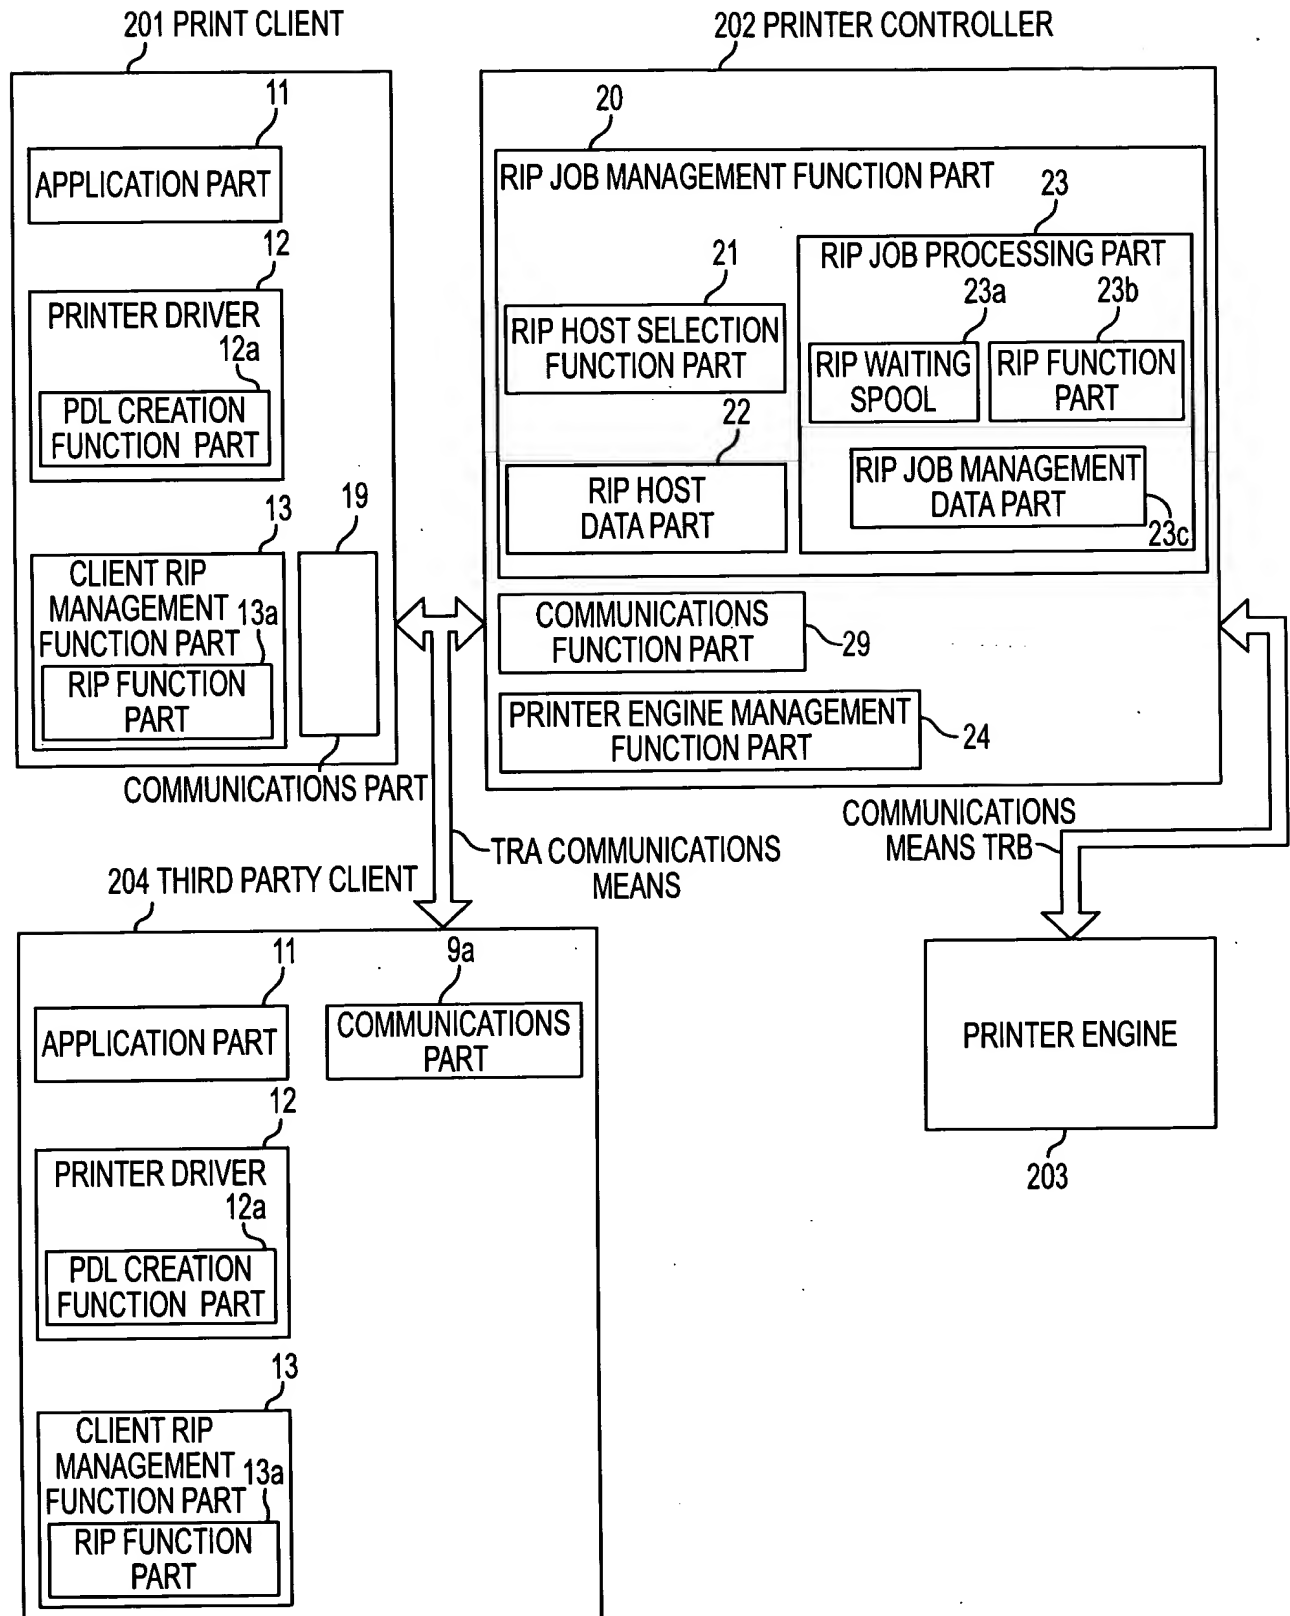 201 PRINT CLIENT
11
APPLICATION PART
12
PRINTER DRIVER
12a
PDL CREATION
FUNCTION PART
13
19
CLIENT RIP
MANAGEMENT
FUNCTION PART
13a
RIP FUNCTION
PART
COMMUNICATIONS PART
202 PRINTER CONTROLLER
20
RIP JOB MANAGEMENT FUNCTION PART
23
RIP JOB PROCESSING PART
21
RIP HOST SELECTION
FUNCTION PART
23a
23b
RIP WAITING
SPOOL
RIP FUNCTION
PART
22
RIP HOST
DATA PART
RIP JOB MANAGEMENT
DATA PART
23c
COMMUNICATIONS
FUNCTION PART
29
PRINTER ENGINE MANAGEMENT
FUNCTION PART
24
TRA COMMUNICATIONS
MEANS
COMMUNICATIONS
MEANS TRB
204 THIRD PARTY CLIENT
11
APPLICATION PART
9a
COMMUNICATIONS
PART
12
PRINTER DRIVER
12a
PDL CREATION
FUNCTION PART
13
CLIENT RIP
MANAGEMENT
FUNCTION PART
13a
RIP FUNCTION
PART
PRINTER ENGINE
203